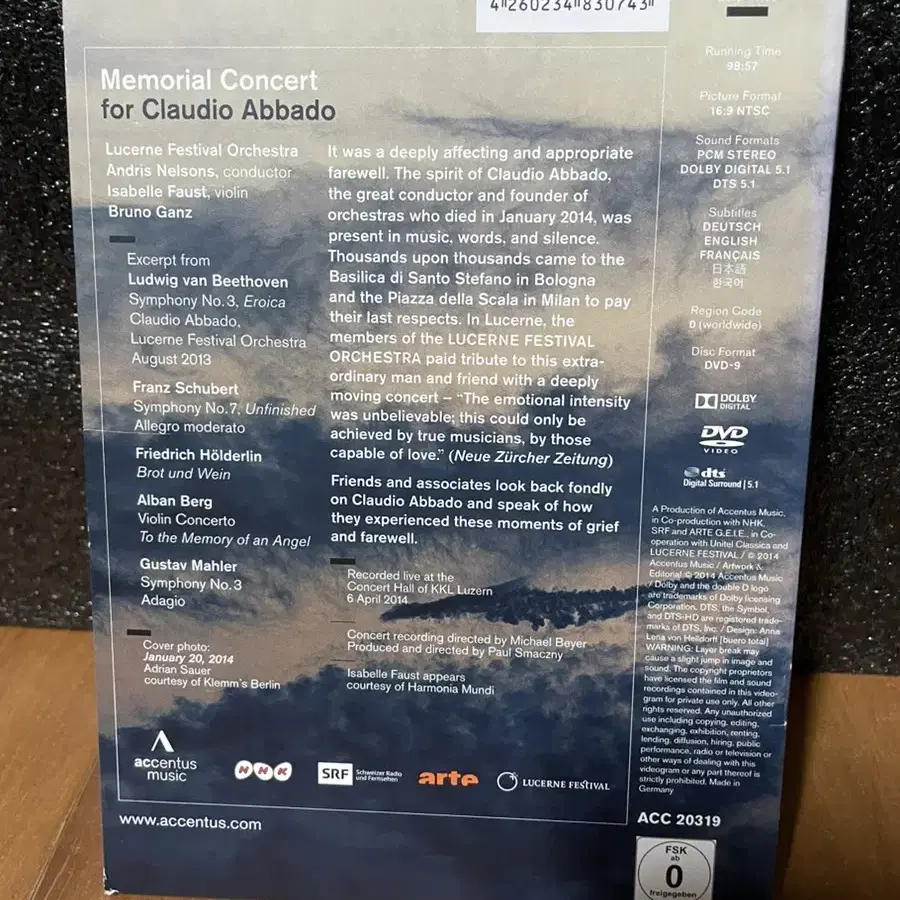 4 260234 830743
Memorial Concert
for Claudio Abbado
Lucerne Festival Orchestra
Andris Nelsons, conductor
Isabelle Faust, violin
Bruno Ganz
Excerpt from
Ludwig van Beethoven
Symphony No. 3, Eroica
Claudio Abbado,
Lucerne Festival Orchestra
August 2013
Franz Schubert
Symphony No. 7, Unfinished
Allegro moderato
Friedrich Hölderlin
Brot und Wein
Alban Berg
Violin Concerto
To the Memory of an Angel
Gustav Mahler
Symphony No. 3
Adagio
Cover photo:
January 20, 2014
Adrian Sauer
courtesy of Klemm's Berlin
It was a deeply affecting and appropriate
farewell. The spirit of Claudio Abbado,
the great conductor and founder of
orchestras who died in January 2014, was
present in music, words, and silence.
Thousands upon thousands came to the
Basilica di Santo Stefano in Bologna
and the Piazza della Scala in Milan to pay
their last respects. In Lucerne, the
members of the LUCERNE FESTIVAL
ORCHESTRA paid tribute to this extra-
ordinary man and friend with a deeply
moving concert – “The emotional intensity
was unbelievable; this could only be
achieved by true musicians, by those
capable of love.” (Neue Zürcher Zeitung)
Friends and associates look back fondly
on Claudio Abbado and speak of how
they experienced these moments of grief
and farewell.
Recorded live at the
Concert Hall of KKL Luzern
6 April 2014
Concert recording directed by Michael Beyer
Produced and directed by Paul Smaczny
Isabelle Faust appears
courtesy of Harmonia Mundi
accentus
music
NHK
SRF Schweizer Radio
und Fernsehen
arte
LUCERNE FESTIVAL
www.accentus.com
Running Time
98:57
Picture Format
16:9 NTSC
Sound Formats
PCM STEREO
DOLBY DIGITAL 5.1
DTS 5.1
Subtitles
DEUTSCH
ENGLISH
FRANÇAIS
日本語
한국어
Region Code
0 (worldwide)
Disc Format
DVD-9
DOLBY
DIGITAL
DVD
VIDEO
dts
Digital Surround | 5.1
A Production of Accentus Music,
in Co-production with NHK,
SRF and ARTE G.E.I.E., in Co-
operation with Unitel Classica and
LUCERNE FESTIVAL / © 2014
Accentus Music / Artwork &
Editorial © 2014 Accentus Music
/ Dolby and the double D logo
are trademarks of Dolby licensing
Corporation. DTS, the Symbol,
and DTS-HD are registered trade-
marks of DTS, Inc. / Design: Anna
Lena von Helldorff [buero total]
WARNING: Layer break may
cause a slight jump in image and
sound. The copyright proprietors
have licensed the film and sound
recordings contained in this video-
gram for private use only. All other
rights reserved. Any unauthorized
use including copying, editing,
exchanging, exhibition, renting,
lending, diffusion, hiring, public
performance, radio or television or
other ways of dealing with this
videogram or any part thereof is
strictly prohibited. Made in
Germany
ACC 20319
FSK
ab
0
freigegeben